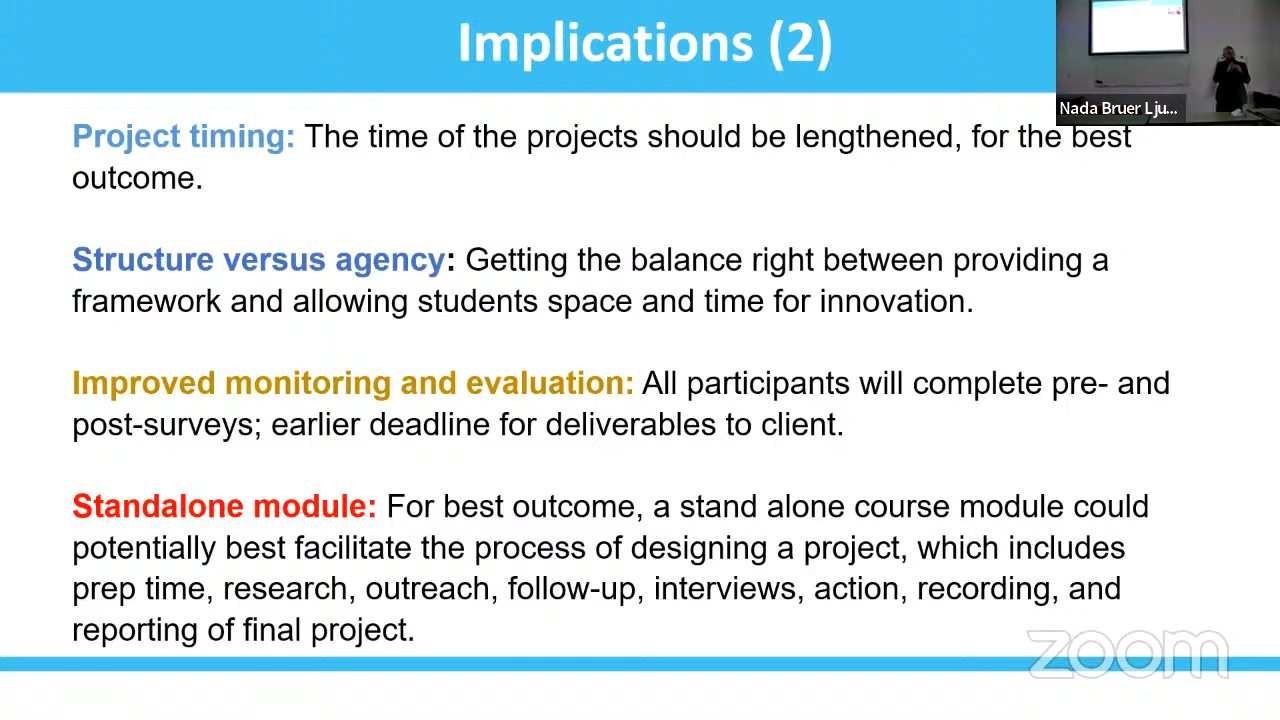 Implications (2)
Nada Bruer Lju...
Project timing: The time of the projects should be lengthened, for the best
outcome.
Structure versus agency: Getting the balance right between providing a
framework and allowing students space and time for innovation.
Improved monitoring and evaluation: All participants will complete pre- and
post-surveys; earlier deadline for deliverables to client.
Standalone module: For best outcome, a stand alone course module could
potentially best facilitate the process of designing a project, which includes
prep time, research, outreach, follow-up, interviews, action, recording, and
reporting of final project.
zoom